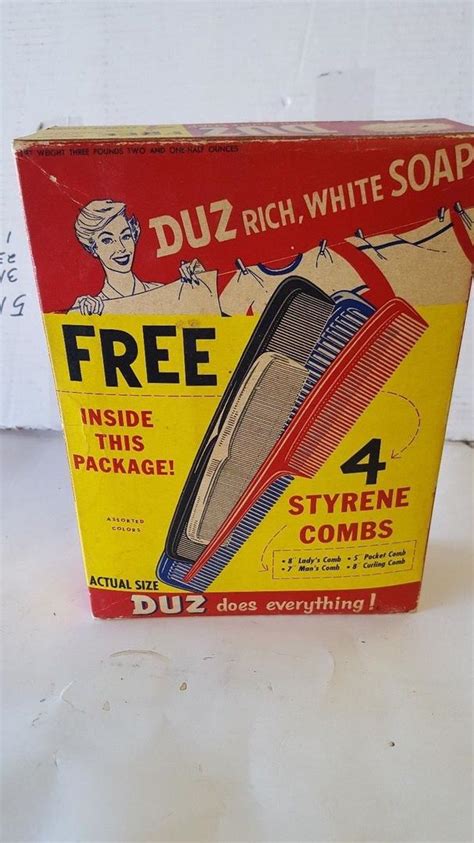 WEIGHT THREE POUNDS TWO AND ONE-HALF OUNCES
DUZ
FREE
DUZ RICH, WHITE SOAP
FREE
INSIDE
THIS
PACKAGE!
ASSORTED
COLORS
4
STYRENE
COMBS
• 8" Lady's Comb • 5" Pocket Comb
• 7" Man's Comb • 8" Curling Comb
ACTUAL SIZE
DUZ does everything!